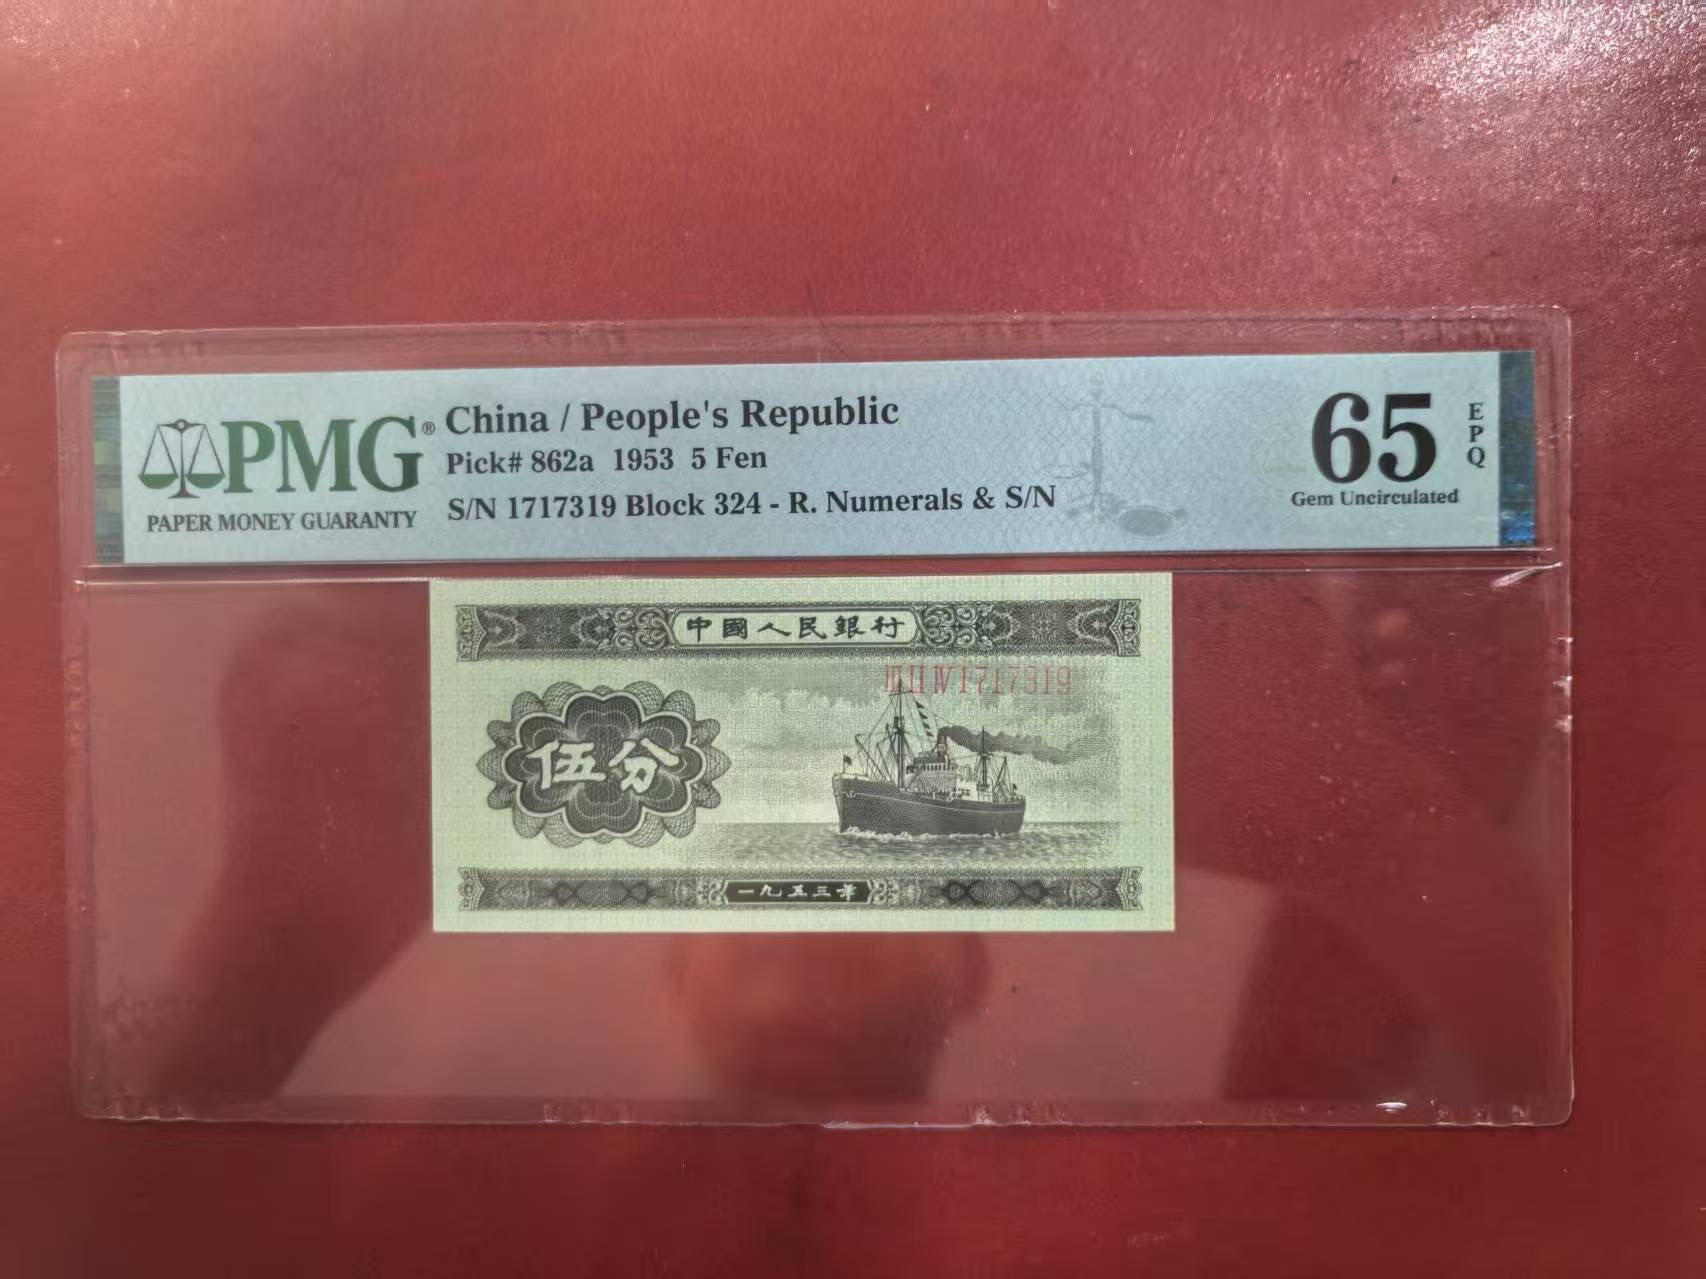 PMG®
PAPER MONEY GUARANTY
China / People's Republic
Pick# 862a 1953 5 Fen
S/N 1717319 Block 324 - R. Numerals & S/N
65
EPQ
Gem Uncirculated
中國人民銀行
ⅢⅡⅣ1717319
伍分
一九五三年